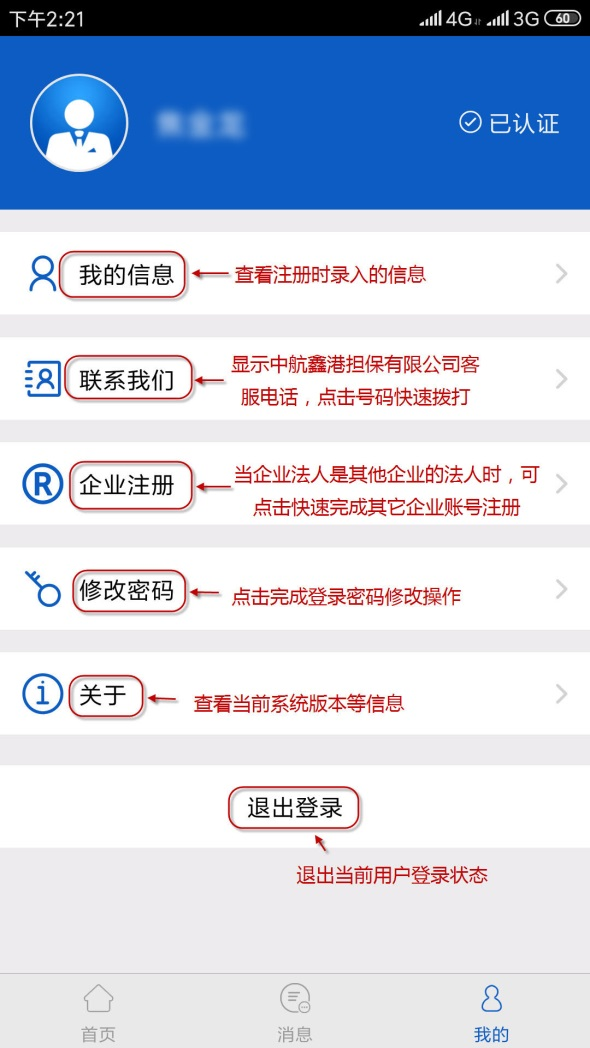 下午2:21 4G 3G 60
已认证
我的信息 查看注册时录入的信息
显示中航鑫港担保有限公司客
联系我们
服电话，点击号码快速拨打
当企业法人是其他企业的法人时，可
R 企业注册
点击快速完成其它企业账号注册
修改密码 点击完成登录密码修改操作
关于 查看当前系统版本等信息
退出登录
退出当前用户登录状态
首页 消息 我的